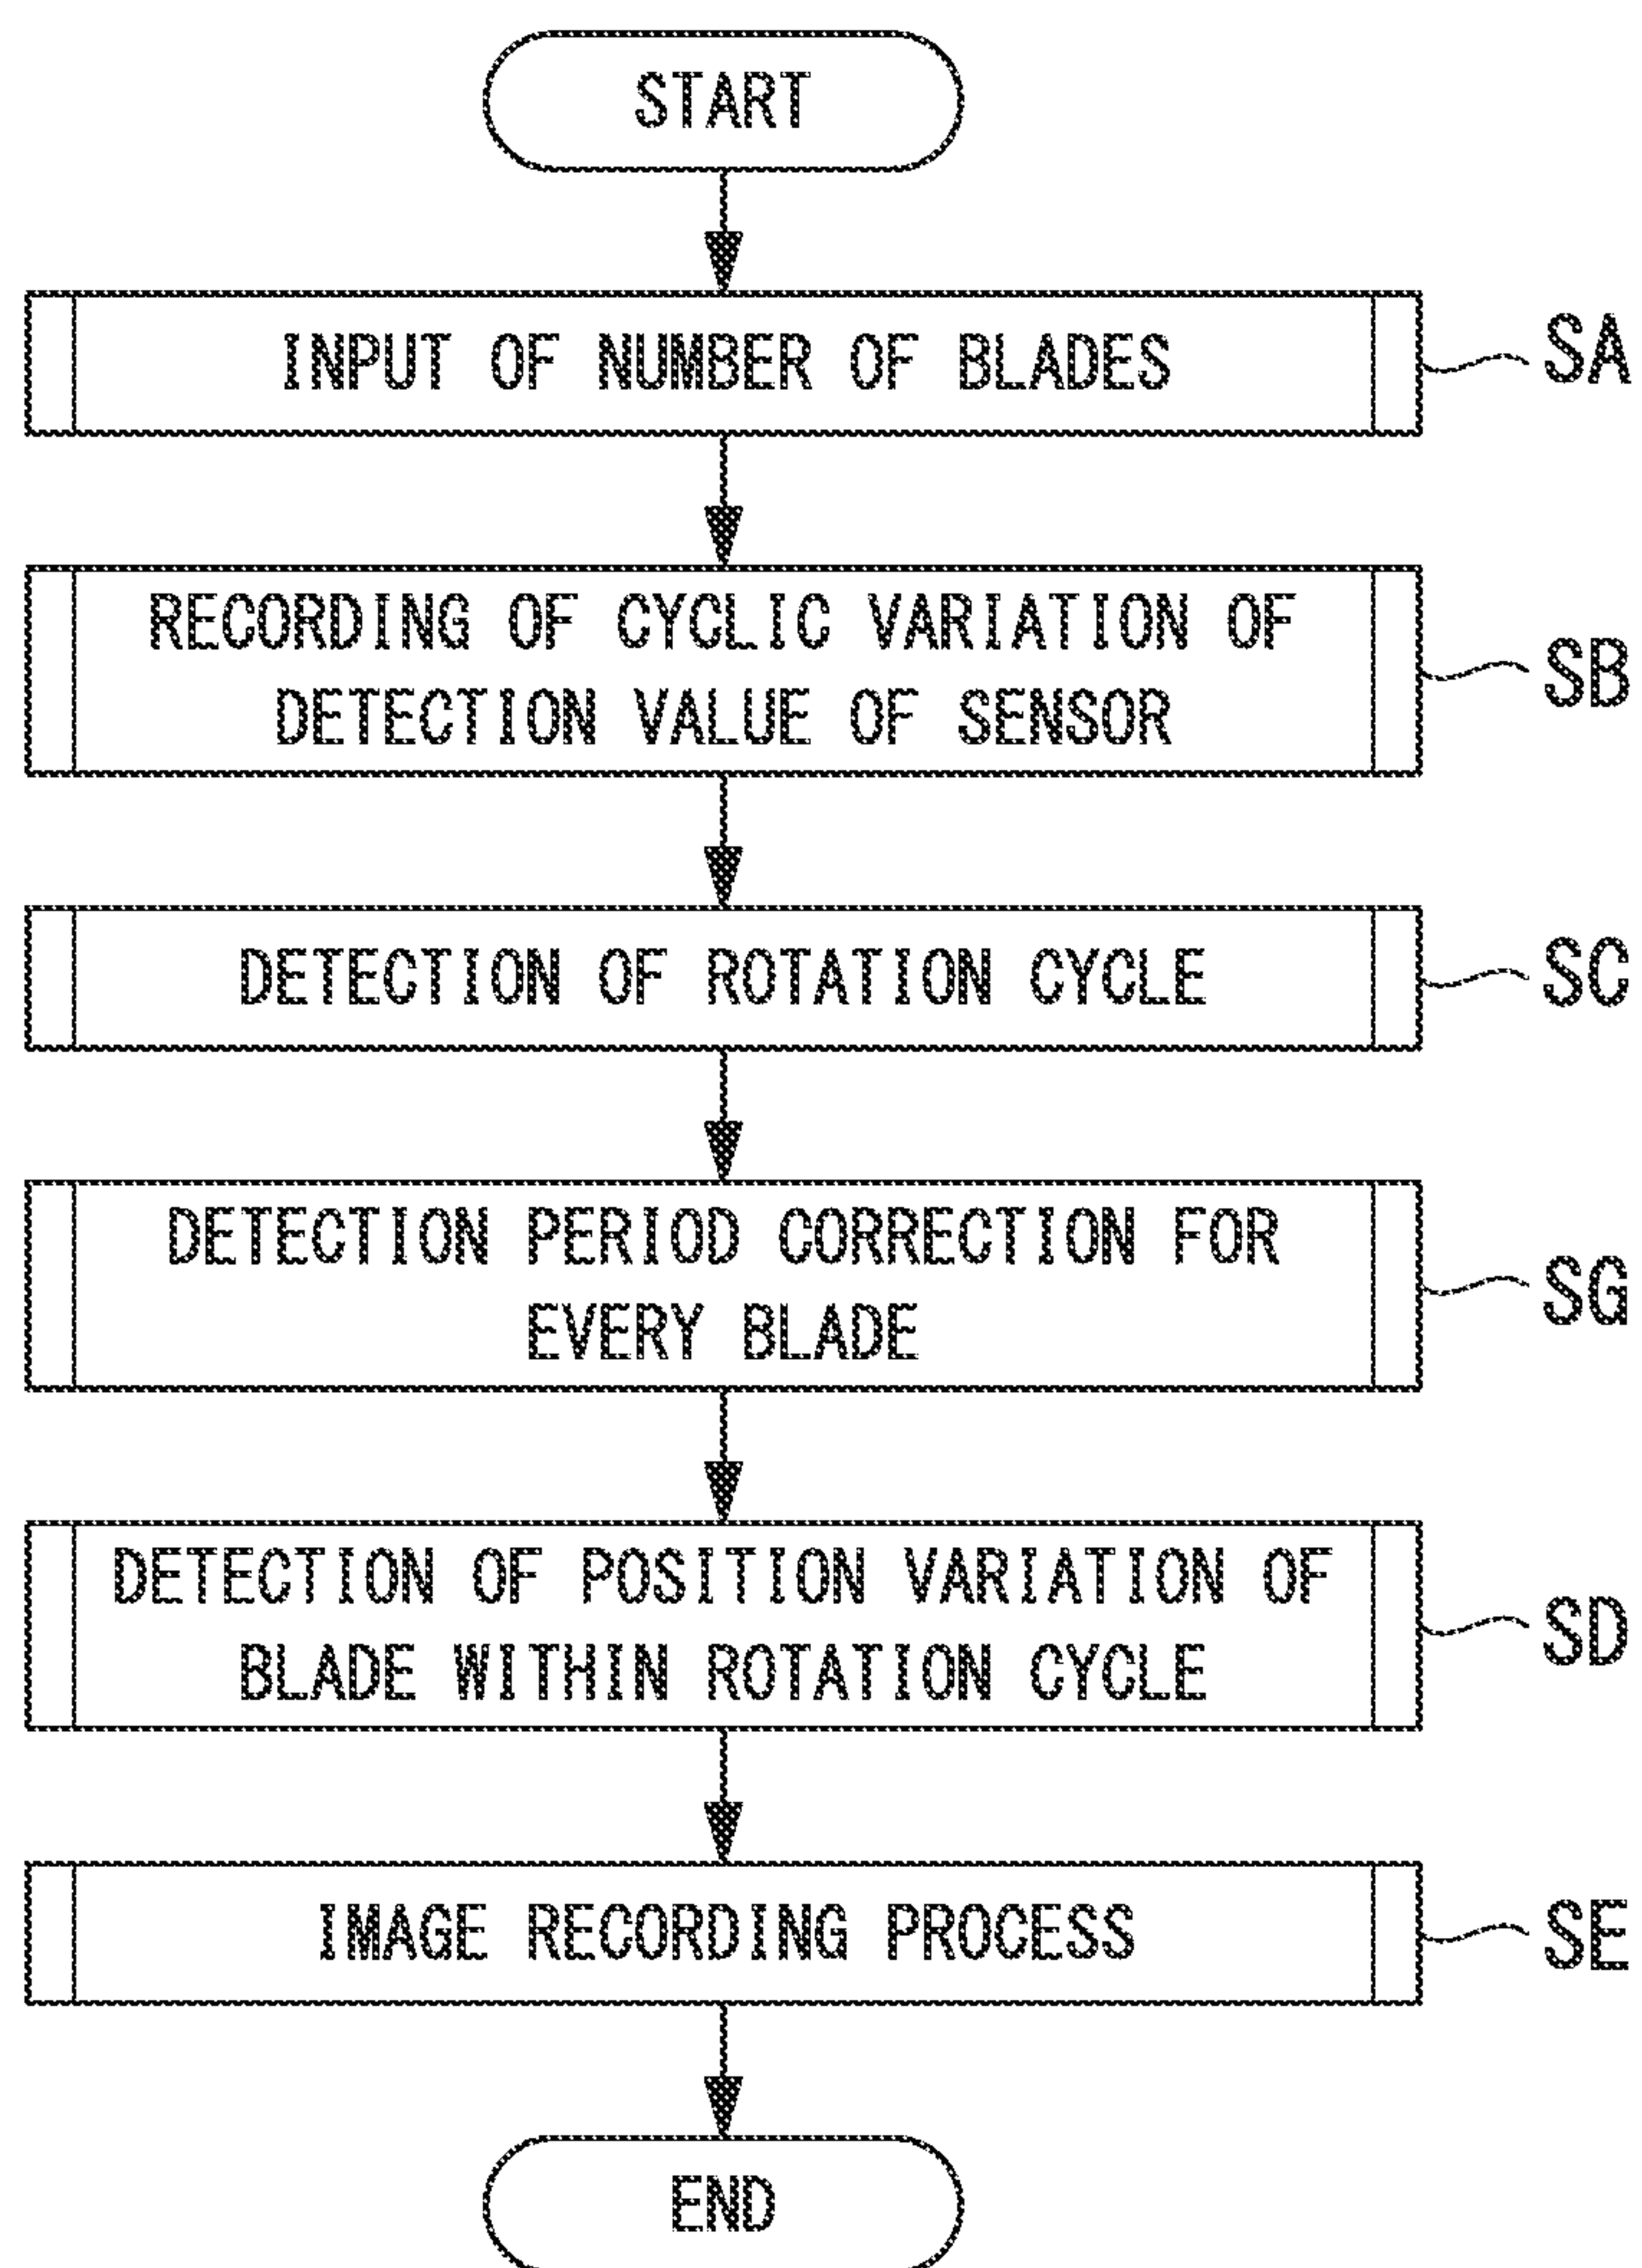 START
INPUT OF NUMBER OF BLADES
SA
RECORDING OF CYCLIC VARIATION OF
DETECTION VALUE OF SENSOR
SB
DETECTION OF ROTATION CYCLE
SC
DETECTION PERIOD CORRECTION FOR
EVERY BLADE
SG
DETECTION OF POSITION VARIATION OF
BLADE WITHIN ROTATION CYCLE
SD
IMAGE RECORDING PROCESS
SE
END